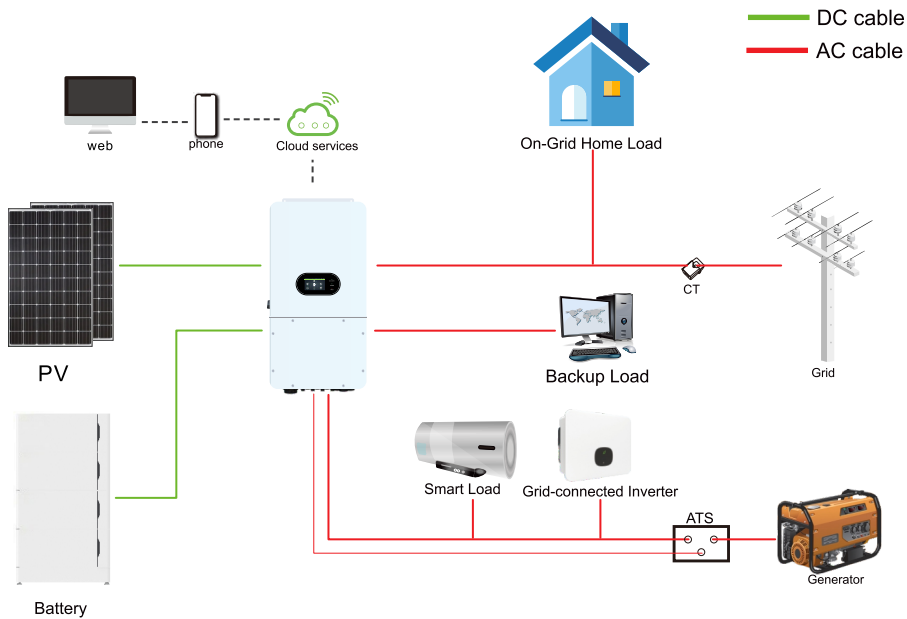 DC cable
AC cable
web
phone
Cloud services
On-Grid Home Load
PV
CT
Grid
Backup Load
Battery
Smart Load
Grid-connected Inverter
ATS
Generator